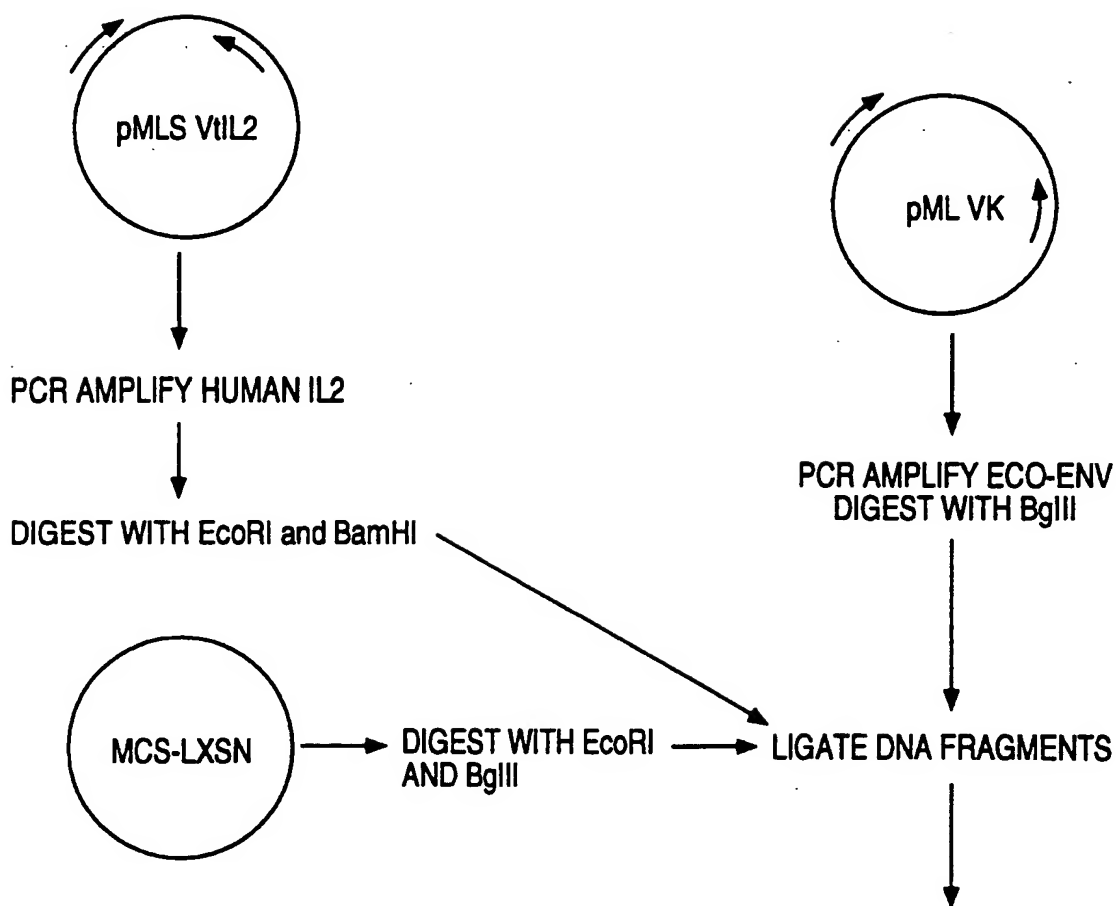 pMLS VtIL2
pML VK
PCR AMPLIFY HUMAN IL2
PCR AMPLIFY ECO-ENV
DIGEST WITH BglII
DIGEST WITH EcoRI and BamHI
MCS-LXSN
DIGEST WITH EcoRI
AND BglII
LIGATE DNA FRAGMENTS